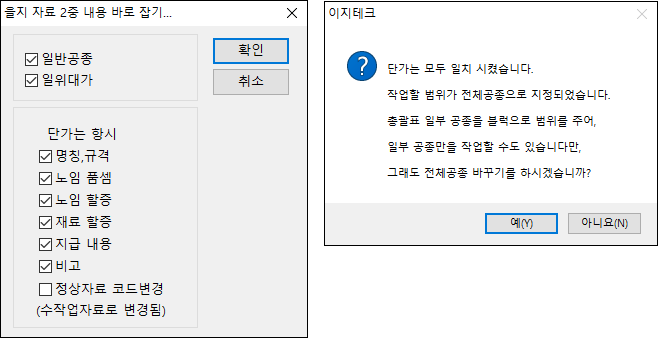 을지 자료 2중 내용 바로 잡기...
일반공종
일위대가
확인
취소
단가는 항시
명칭,규격
노임 품셈
노임 할증
재료 할증
지급 내용
비고
정상자료 코드변경
(수작업자료로 변경됨)
이지테크
단가는 모두 일치 시켰습니다.
작업할 범위가 전체공종으로 지정되었습니다.
총괄표 일부 공종을 블럭으로 범위를 주어,
일부 공종만을 작업할 수도 있습니다만,
그래도 전체공종 바꾸기를 하시겠습니까?
예(Y)
아니요(N)